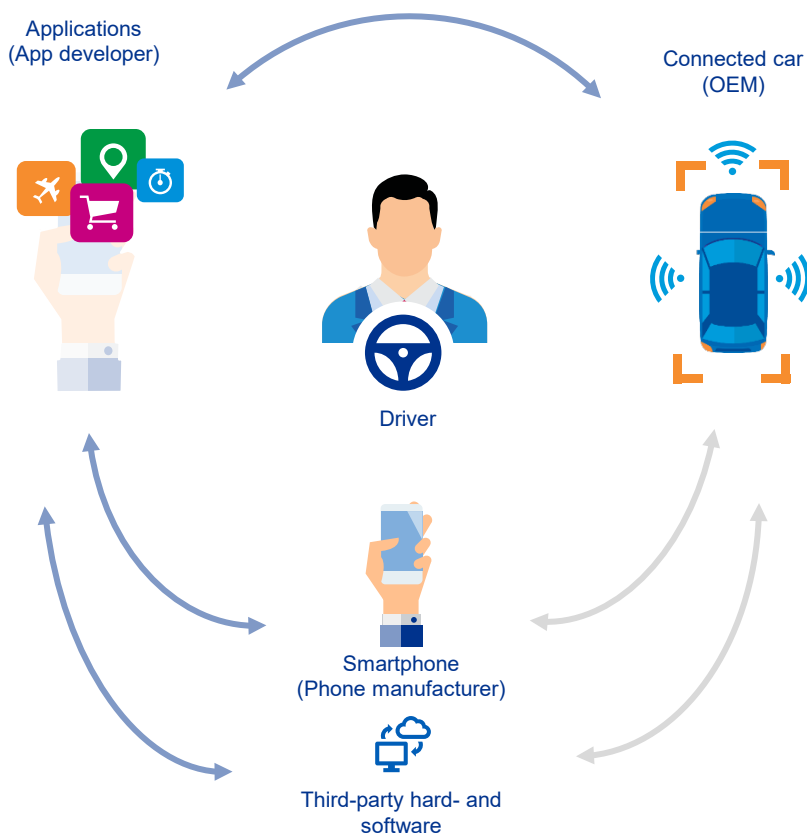 Applications
(App developer)
Connected car
(OEM)
Driver
Smartphone
(Phone manufacturer)
Third-party hard- and
software